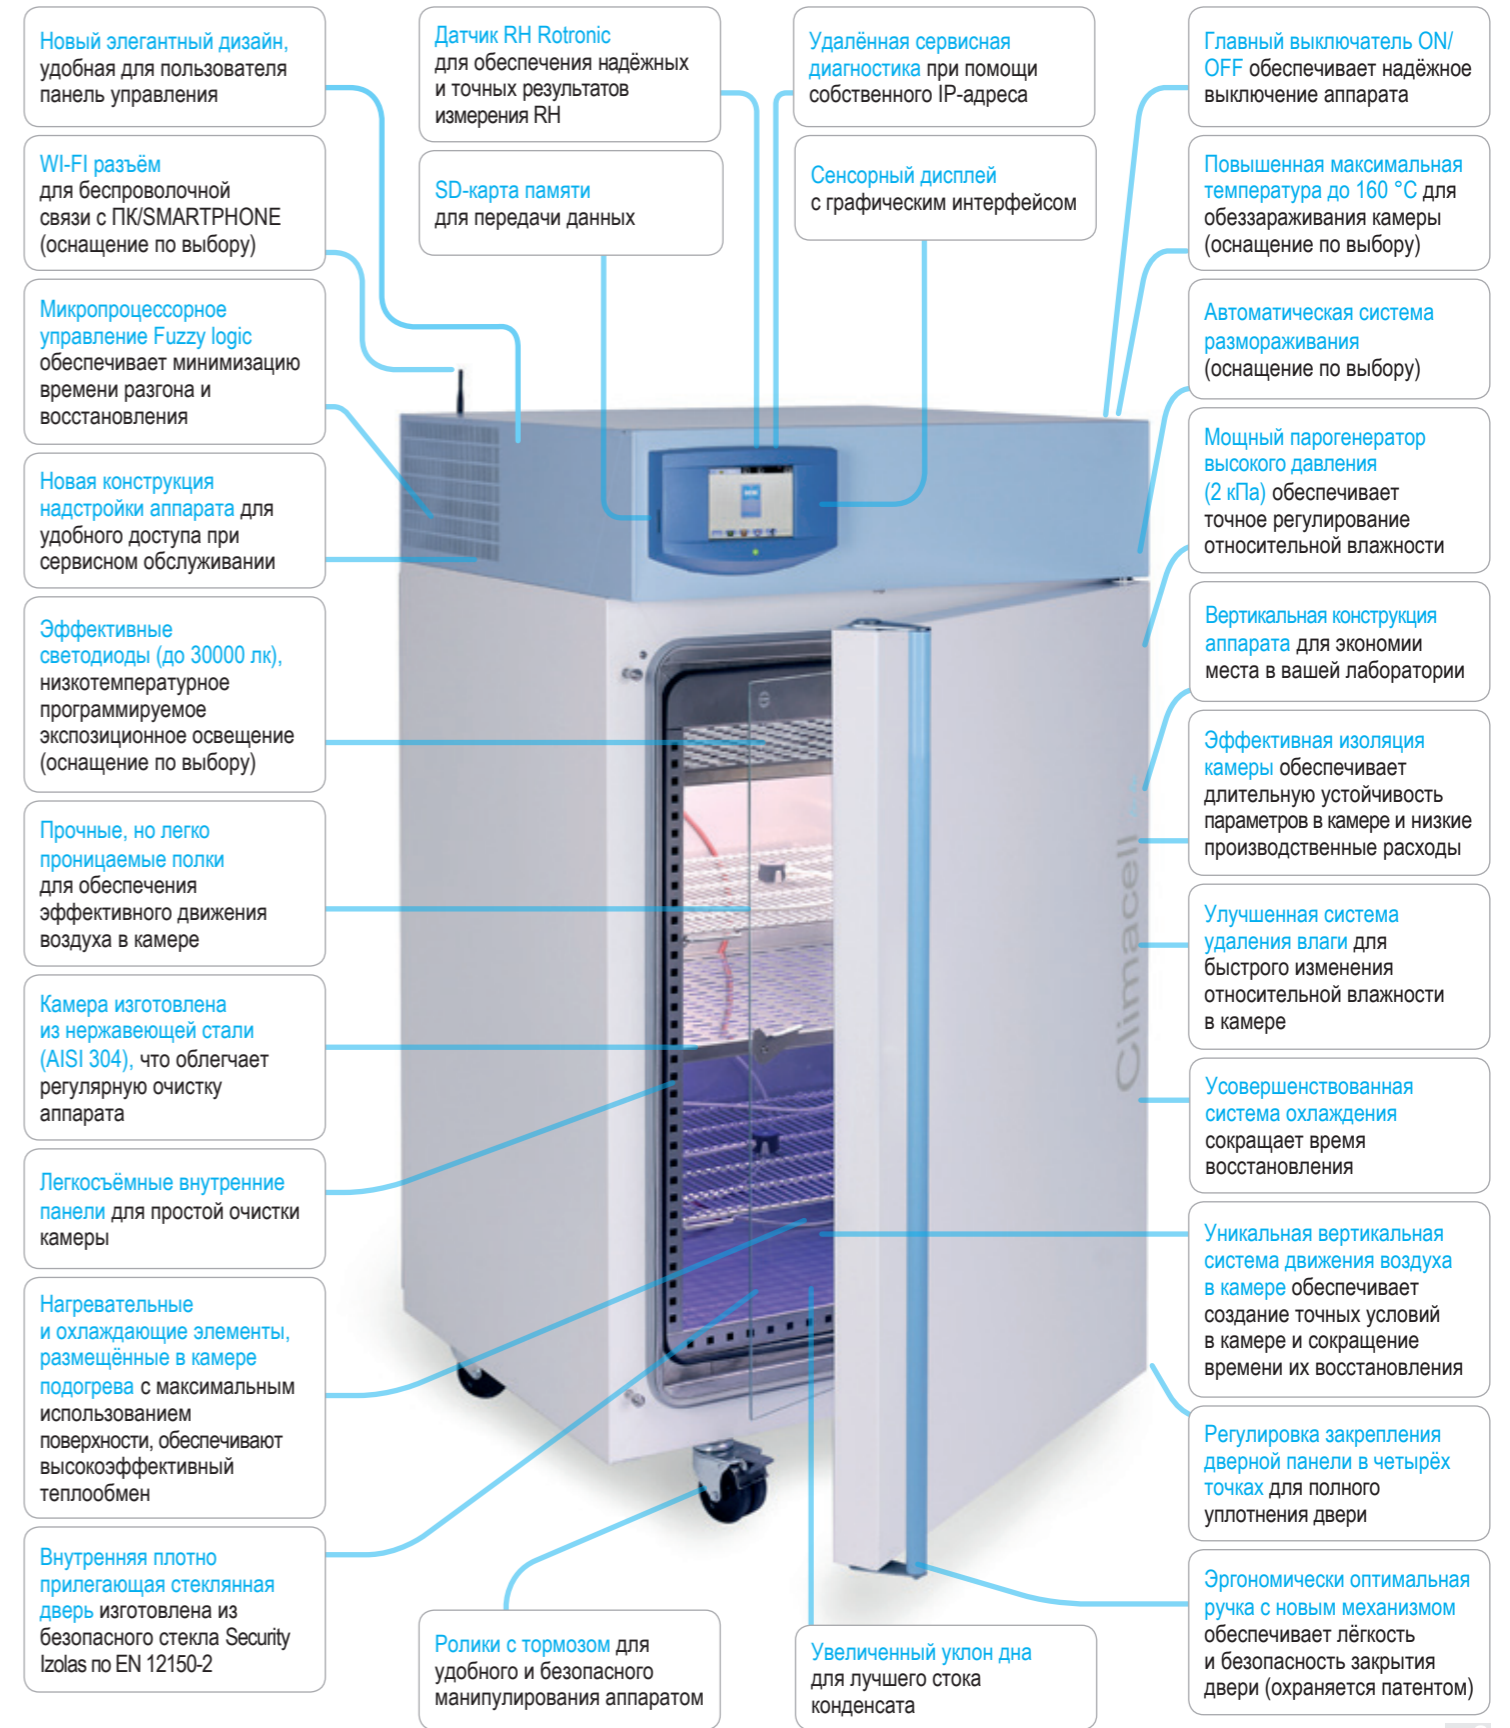 Новый элегантный дизайн,
удобная для пользователя
панель управления
WI-FI разъём
для беспроволочной
связи с ПК/SMARTPHONE
(оснащение по выбору)
Микропроцессорное
управление Fuzzy logic
обеспечивает минимизацию
времени разгона и
восстановления
Новая конструкция
надстройки аппарата для
удобного доступа при
сервисном обслуживании
Эффективные
светодиоды (до 30000 лк),
низкотемпературное
программируемое
экспозиционное освещение
(оснащение по выбору)
Прочные, но легко
проницаемые полки
для обеспечения
эффективного движения
воздуха в камере
Камера изготовлена
из нержавеющей стали
(AISI 304), что облегчает
регулярную очистку
аппарата
Легкосъёмные внутренние
панели для простой очистки
камеры
Нагревательные
и охлаждающие элементы,
размещённые в камере
подогрева с максимальным
использованием
поверхности, обеспечивают
высокоэффективный
теплообмен
Внутренняя плотно
прилегающая стеклянная
дверь изготовлена из
безопасного стекла Security
Izolas по EN 12150-2
Датчик RH Rotronic
для обеспечения надёжных
и точных результатов
измерения RH
SD-карта памяти
для передачи данных
Удалённая сервисная
диагностика при помощи
собственного IP-адреса
Сенсорный дисплей
с графическим интерфейсом
Climacell
Ролики с тормозом для
удобного и безопасного
манипулирования аппаратом
Увеличенный уклон дна
для лучшего стока
конденсата
Главный выключатель ON/
OFF обеспечивает надёжное
выключение аппарата
Повышенная максимальная
температура до 160 °C для
обеззараживания камеры
(оснащение по выбору)
Автоматическая система
размораживания
(оснащение по выбору)
Мощный парогенератор
высокого давления
(2 кПа) обеспечивает
точное регулирование
относительной влажности
Вертикальная конструкция
аппарата для экономии
места в вашей лаборатории
Эффективная изоляция
камеры обеспечивает
длительную устойчивость
параметров в камере и низкие
производственные расходы
Улучшенная система
удаления влаги для
быстрого изменения
относительной влажности
в камере
Усовершенствованная
система охлаждения
сокращает время
восстановления
Уникальная вертикальная
система движения воздуха
в камере обеспечивает
создание точных условий
в камере и сокращение
времени их восстановления
Регулировка закрепления
дверной панели в четырёх
точках для полного
уплотнения двери
Эргономически оптимальная
ручка с новым механизмом
обеспечивает лёгкость
и безопасность закрытия
двери (охраняется патентом)